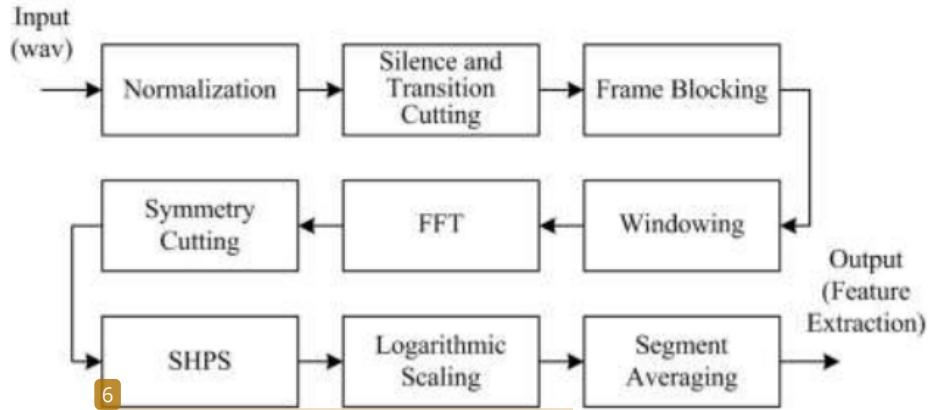 Input
(wav)
Normalization
Silence and
Transition
Cutting
Frame Blocking
Symmetry
Cutting
FFT
Windowing
Output
(Feature
Extraction)
SHPS
Logarithmic
Scaling
Segment
Averaging
6